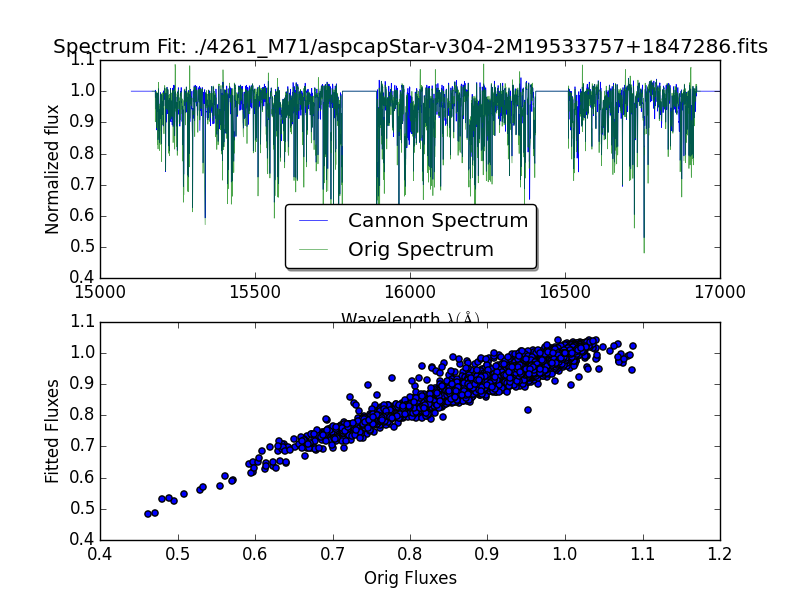 Spectrum Fit: ./4261_M71/aspcapStar-v304-2M19533757+1847286.fits
1.1
1.0
0.9
0.8
0.7
0.6
0.5
0.4
Normalized flux
Cannon Spectrum
Orig Spectrum
15000 15500 16000 16500 17000
Wavelength λ(Å)
1.1
1.0
0.9
0.8
0.7
0.6
0.5
0.4
Fitted Fluxes
0.4 0.5 0.6 0.7 0.8 0.9 1.0 1.1 1.2
Orig Fluxes